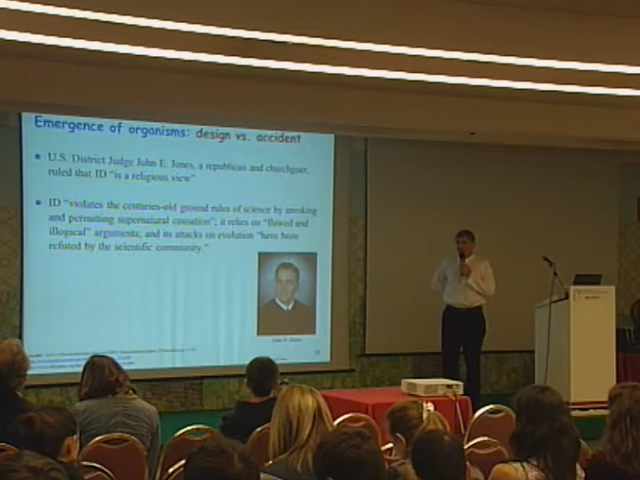 Emergence of organisms: design vs. accident
U.S. District Judge John E. Jones, a republican and churchgoer,
ruled that ID "is a religious view"
ID "violates the centuries-old ground rules of science by invoking
and permitting supernatural causation"; it relies on "flawed and
illogical" arguments; and its attacks on evolution "have been
refuted by the scientific community."
John E. Jones